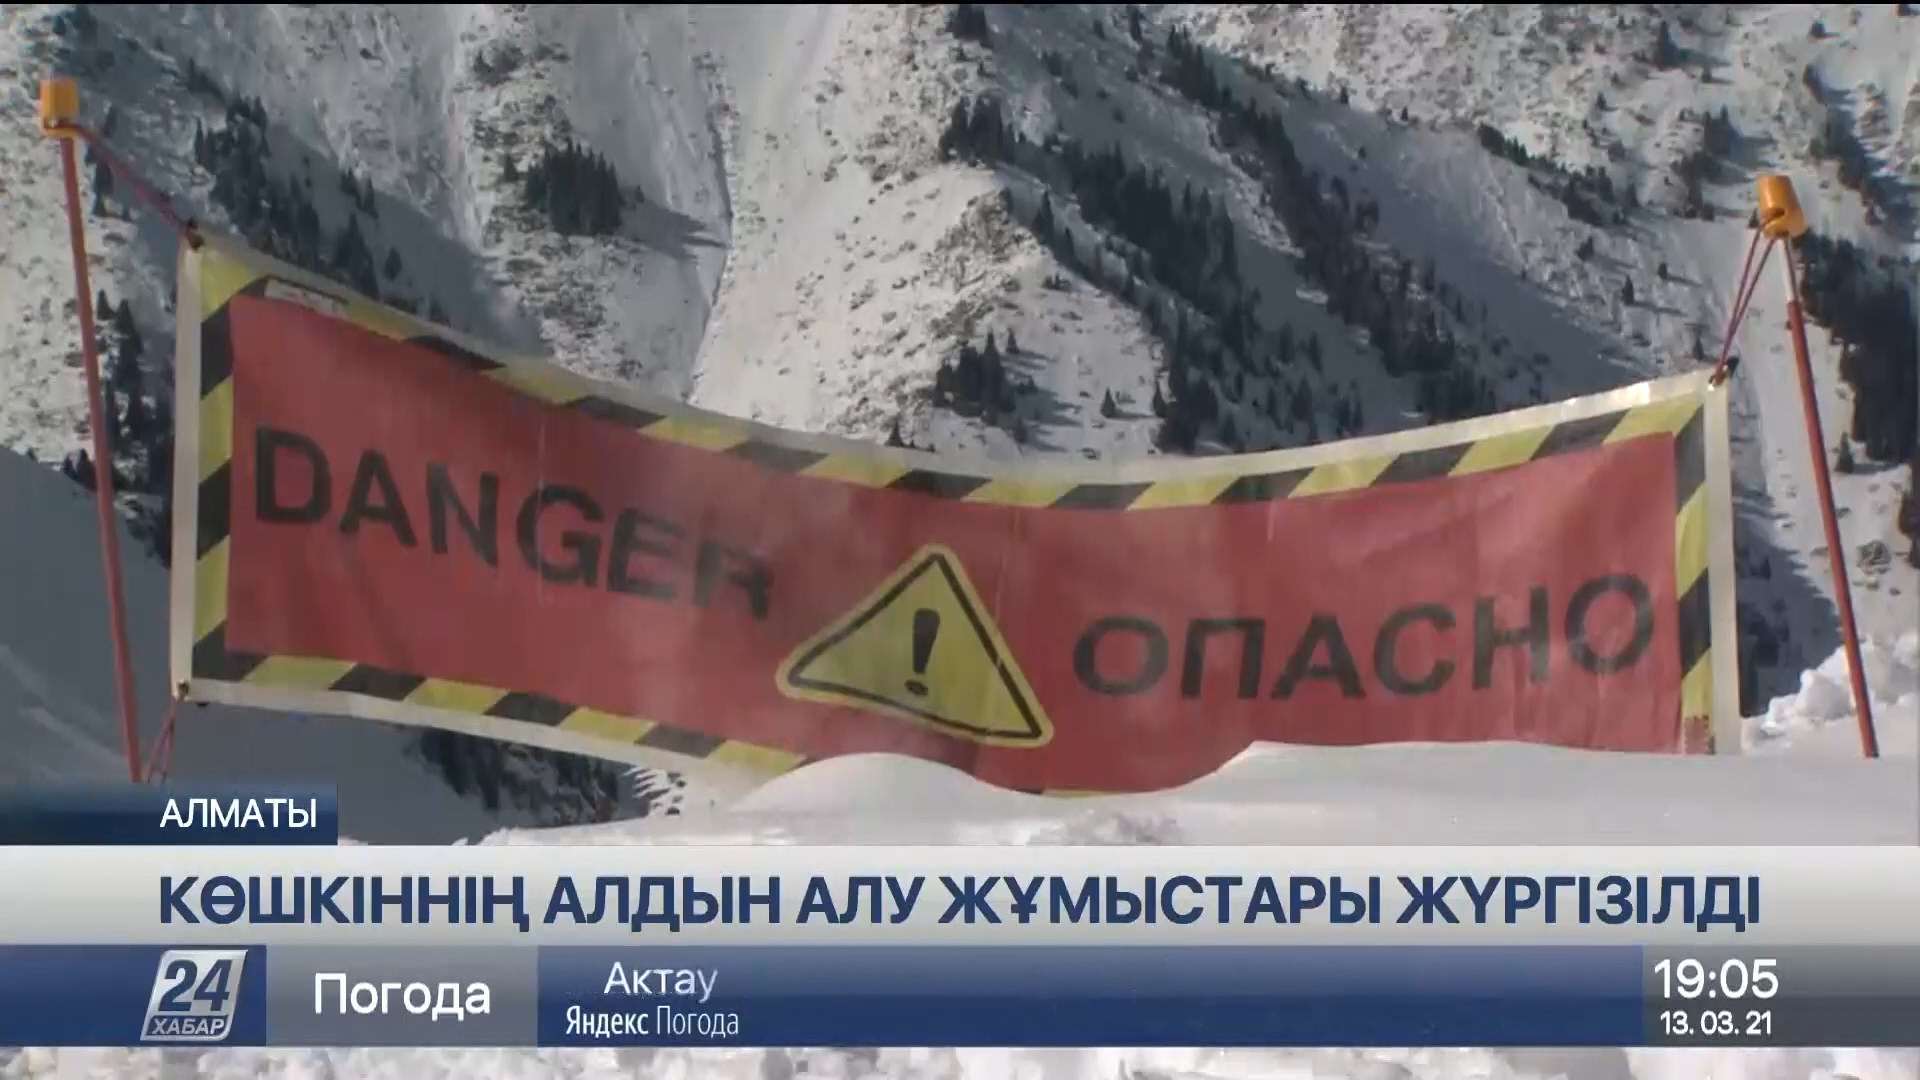 DANGER ! ОПАСНО
АЛМАТЫ
КӨШКІННІҢ АЛДЫН АЛУ ЖҰМЫСТАРЫ ЖҮРГІЗІЛДІ
24
ХАБАР
Погода
Актау
Яндекс Погода
19:05
13. 03. 21